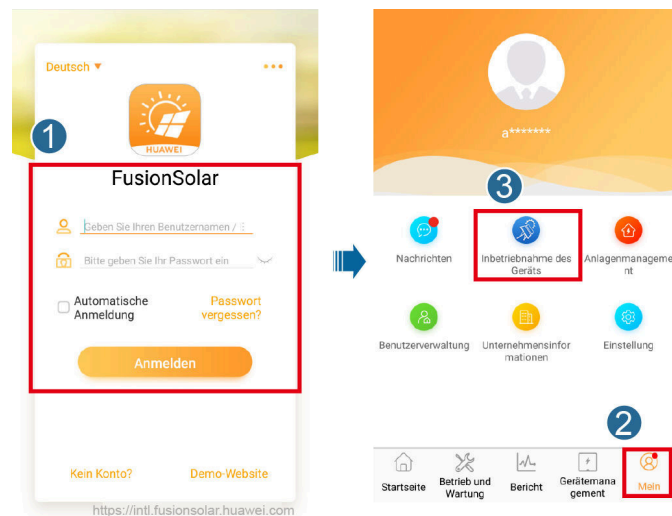 Deutsch
HUAWEI
1
FusionSolar
Geben Sie Ihren Benutzernamen /
Bitte geben Sie Ihr Passwort ein
Automatische
Anmeldung
Passwort
vergessen?
Anmelden
Kein Konto?
Demo-Website
https://intl.fusionsolar.huawei.com
a*******
3
Nachrichten
Inbetriebnahme des
Geräts
Anlagenmanageme
nt
Benutzerverwaltung
Unternehmensinfor
mationen
Einstellung
2
Startseite
Betrieb und
Wartung
Bericht
Gerätemana
gement
Mein